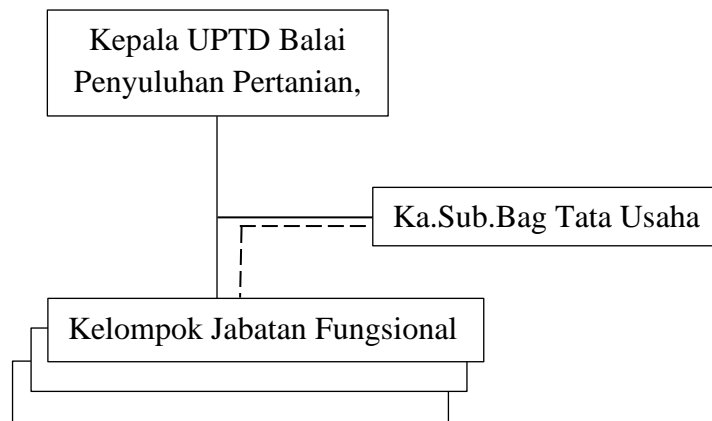 Kepala UPTD Balai
Penyuluhan Pertanian,
Ka.Sub.Bag Tata Usaha
Kelompok Jabatan Fungsional